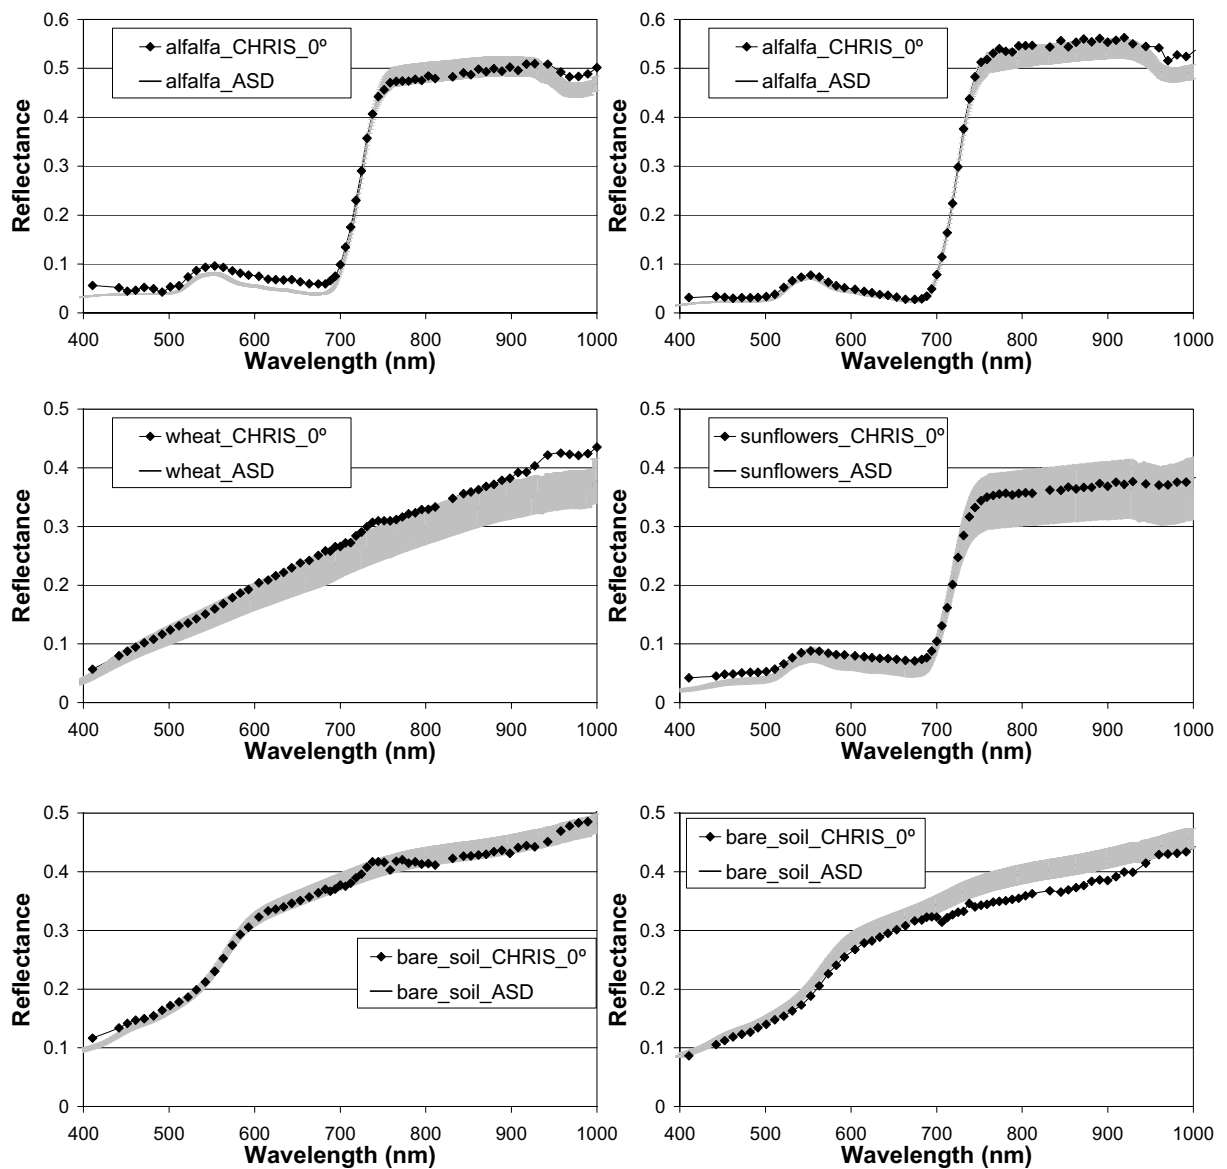 0.6
0.5
0.4
0.3
0.2
0.1
0
Reflectance
alfalfa_CHRIS_0º
alfalfa_ASD
400 500 600 700 800 900 1000
Wavelength (nm)
0.6
0.5
0.4
0.3
0.2
0.1
0
Reflectance
alfalfa_CHRIS_0º
alfalfa_ASD
400 500 600 700 800 900 1000
Wavelength (nm)
0.5
0.4
0.3
0.2
0.1
0
Reflectance
wheat_CHRIS_0º
wheat_ASD
400 500 600 700 800 900 1000
Wavelength (nm)
0.5
0.4
0.3
0.2
0.1
0
Reflectance
sunflowers_CHRIS_0º
sunflowers_ASD
400 500 600 700 800 900 1000
Wavelength (nm)
0.5
0.4
0.3
0.2
0.1
0
Reflectance
bare_soil_CHRIS_0º
bare_soil_ASD
400 500 600 700 800 900 1000
Wavelength (nm)
0.5
0.4
0.3
0.2
0.1
0
Reflectance
bare_soil_CHRIS_0º
bare_soil_ASD
400 500 600 700 800 900 1000
Wavelength (nm)